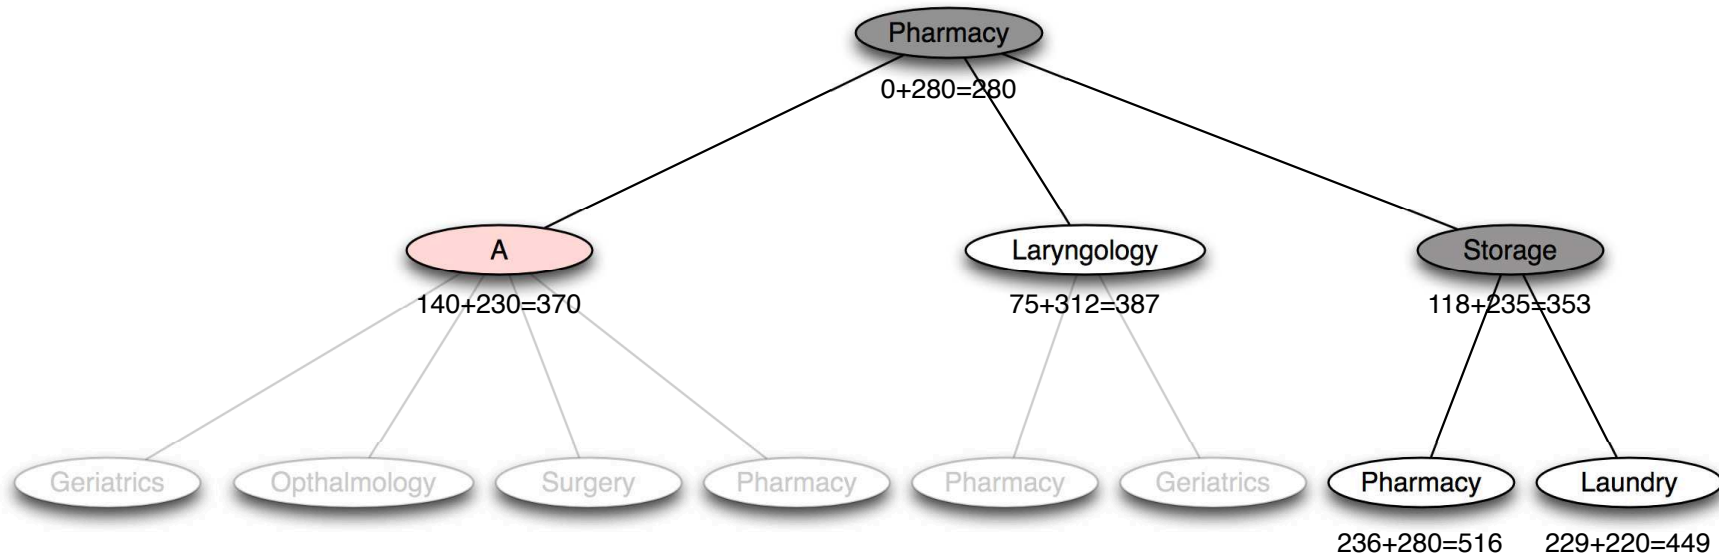 Pharmacy
0+280=280
A
Laryngology
Storage
140+230=370
75+312=387
118+235=353
Geriatrics
Opthalmology
Surgery
Pharmacy
Pharmacy
Geriatrics
Pharmacy
Laundry
236+280=516
229+220=449